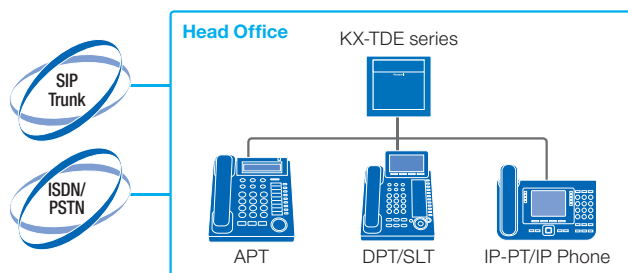 Head Office
KX-TDE series
SIP
Trunk
ISDN/
PSTN
APT
DPT/SLT
IP-PT/IP Phone